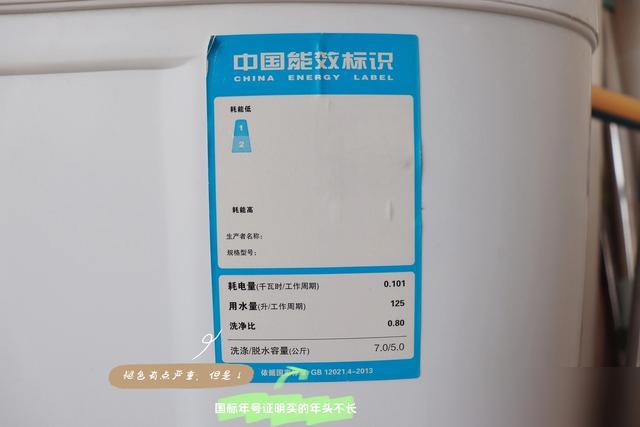 中国能效标识
CHINA ENERGY LABEL
耗能低
1
2
耗能高
生产者名称:
规格型号:
耗电量(千瓦时/工作周期) 0.101
用水量(升/工作周期) 125
洗净比 0.80
洗涤/脱水容量(公斤) 7.0/5.0
依据国 GB 12021.4-2013
褪色有点严重,但是!
国标年号证明买的年头不长